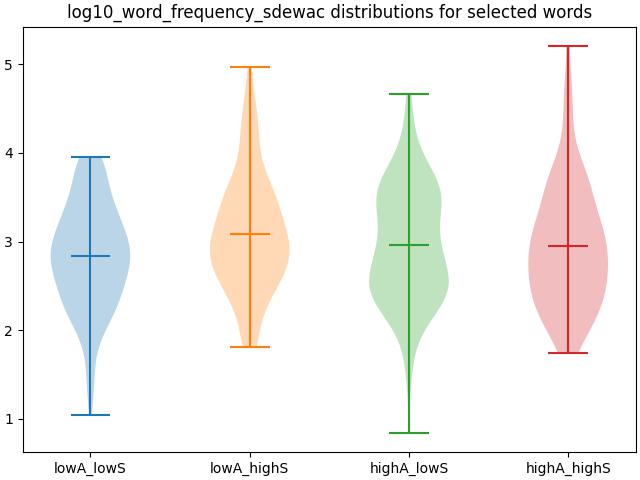 log10_word_frequency_sdewac distributions for selected words
5
4
3
2
1
lowA_lowS lowA_highS highA_lowS highA_highS